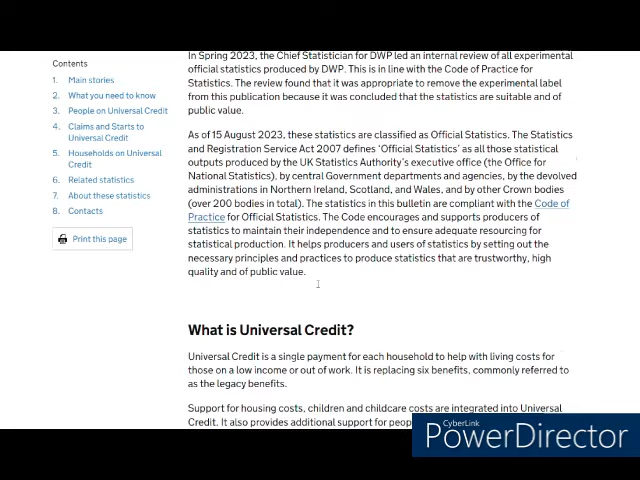 Contents
1. Main stories
2. What you need to know
3. People on Universal Credit
4. Claims and Starts to
Universal Credit
5. Households on Universal
Credit
6. Related statistics
7. About these statistics
8. Contacts
Print this page
In Spring 2023, the Chief Statistician for DWP led an internal review of all experimental
official statistics produced by DWP. This is in line with the Code of Practice for
Statistics. The review found that it was appropriate to remove the experimental label
from this publication because it was concluded that the statistics are suitable and of
public value.
As of 15 August 2023, these statistics are classified as Official Statistics. The Statistics
and Registration Service Act 2007 defines ‘Official Statistics’ as all those statistical
outputs produced by the UK Statistics Authority’s executive office (the Office for
National Statistics), by central Government departments and agencies, by the devolved
administrations in Northern Ireland, Scotland, and Wales, and by other Crown bodies
(over 200 bodies in total). The statistics in this bulletin are compliant with the Code of
Practice for Official Statistics. The Code encourages and supports producers of
statistics to maintain their independence and to ensure adequate resourcing for
statistical production. It helps producers and users of statistics by setting out the
necessary principles and practices to produce statistics that are trustworthy, high
quality and of public value.
What is Universal Credit?
Universal Credit is a single payment for each household to help with living costs for
those on a low income or out of work. It is replacing six benefits, commonly referred to
as the legacy benefits.
Support for housing costs, children and childcare costs are integrated into Universal
Credit. It also provides additional support for
CyberLink
PowerDirector